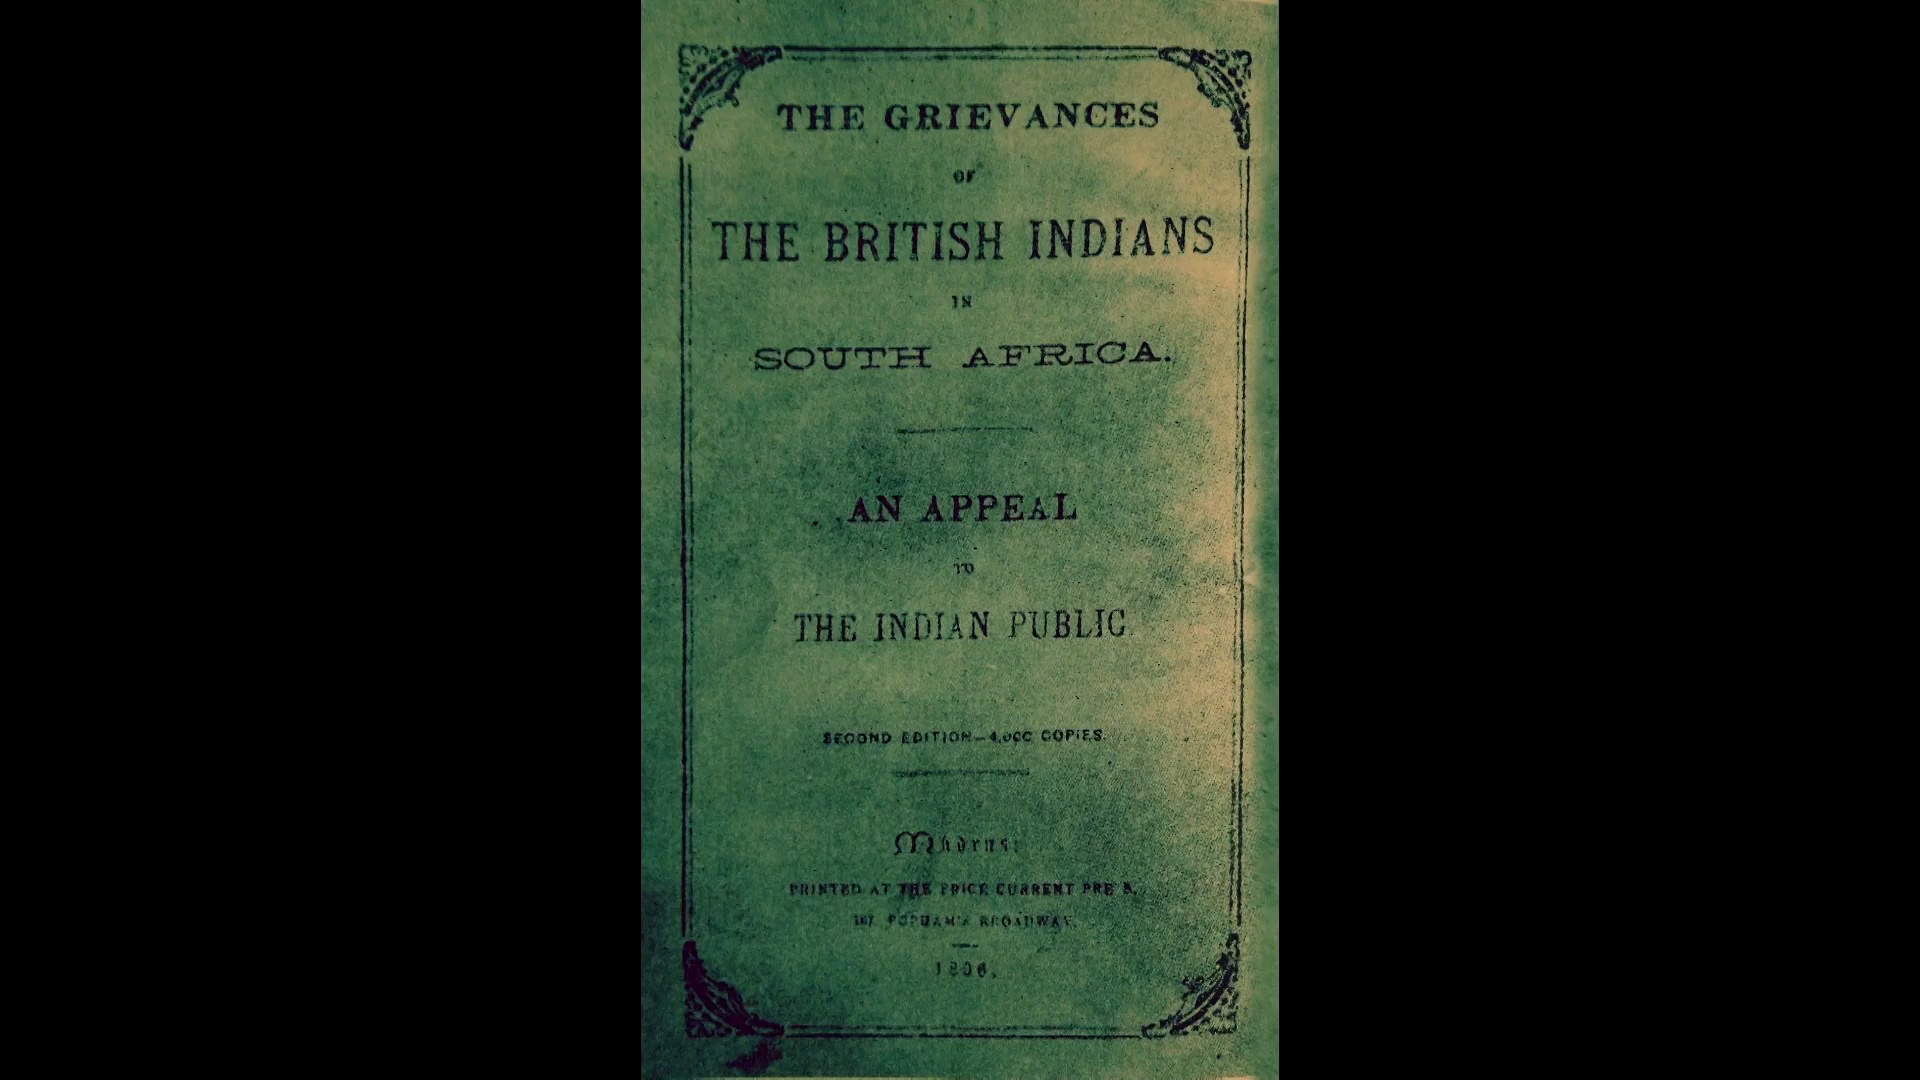 THE GRIEVANCES
OF
THE BRITISH INDIANS
IN
SOUTH AFRICA.
AN APPEAL
TO
THE INDIAN PUBLIC.
SECOND EDITION—4,000 COPIES.
Madras:
PRINTED AT THE PRICE CURRENT PRESS,
POPHAM'S BROADWAY.
1896.